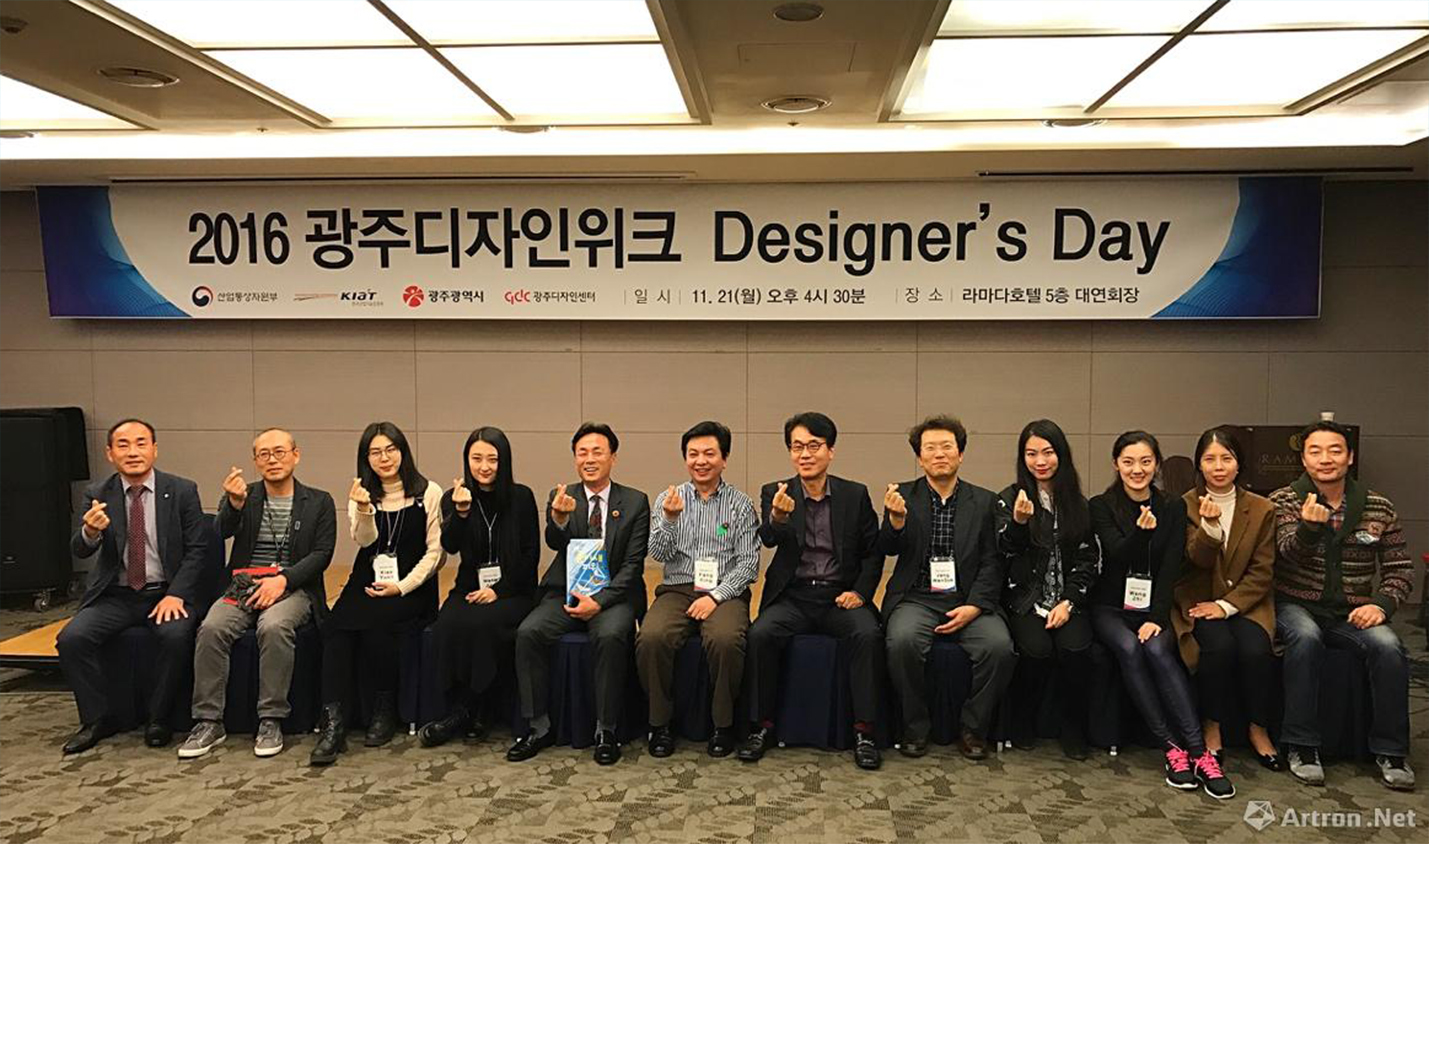 2016 광주디자인위크 Designer's Day
산업통상자원부 KIAT 광주광역시 GDC 광주디자인센터 | 일 시 | 11. 21(월) 오후 4시 30분 | 장 소 | 라마다호텔 5층 대연회장
Wang
Artron.Net